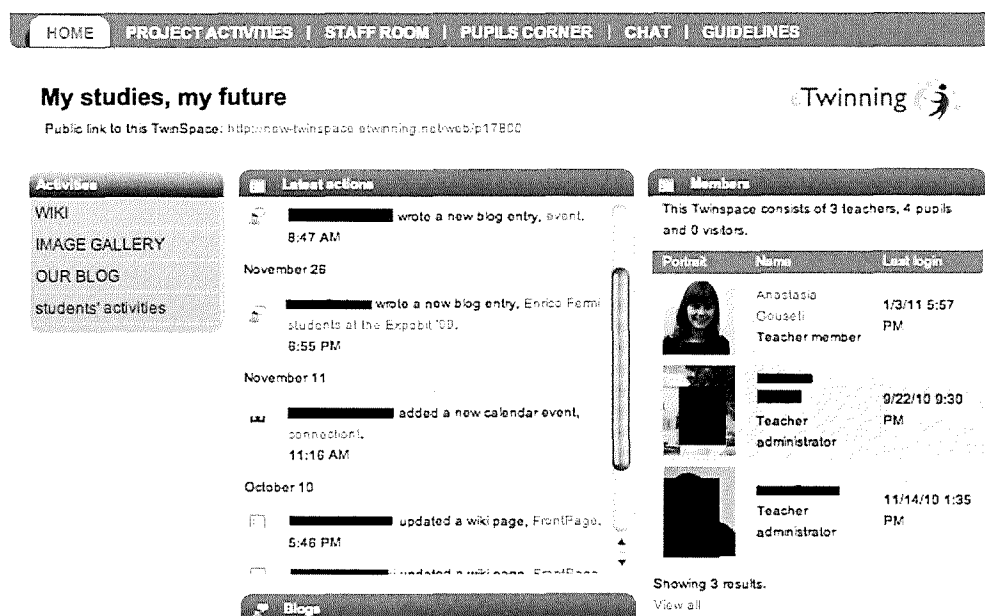 HOME PROJECT ACTIVITIES | STAFF ROOM | PUPILS CORNER | CHAT | GUIDELINES
My studies, my future
eTwinning
Public link to this TwinSpace: http://new-twinspace.etwinning.net/web/p17800
Activities
WIKI
IMAGE GALLERY
OUR BLOG
students' activities
Latest actions
wrote a new blog entry, event.
8:47 AM
November 26
wrote a new blog entry, Enrico Fermi
students at the Expobit '09.
6:55 PM
November 11
added a new calendar event,
connection!.
11:16 AM
October 10
updated a wiki page, FrontPage.
5:46 PM
updated a wiki page, FrontPage.
Blogs
Members
This Twinspace consists of 3 teachers, 4 pupils
and 0 visitors.
Portrait Name Last login
Anastasia
Gouseti
Teacher member
1/3/11 5:57
PM
Teacher
administrator
9/22/10 9:30
PM
Teacher
administrator
11/14/10 1:35
PM
Showing 3 results.
View all